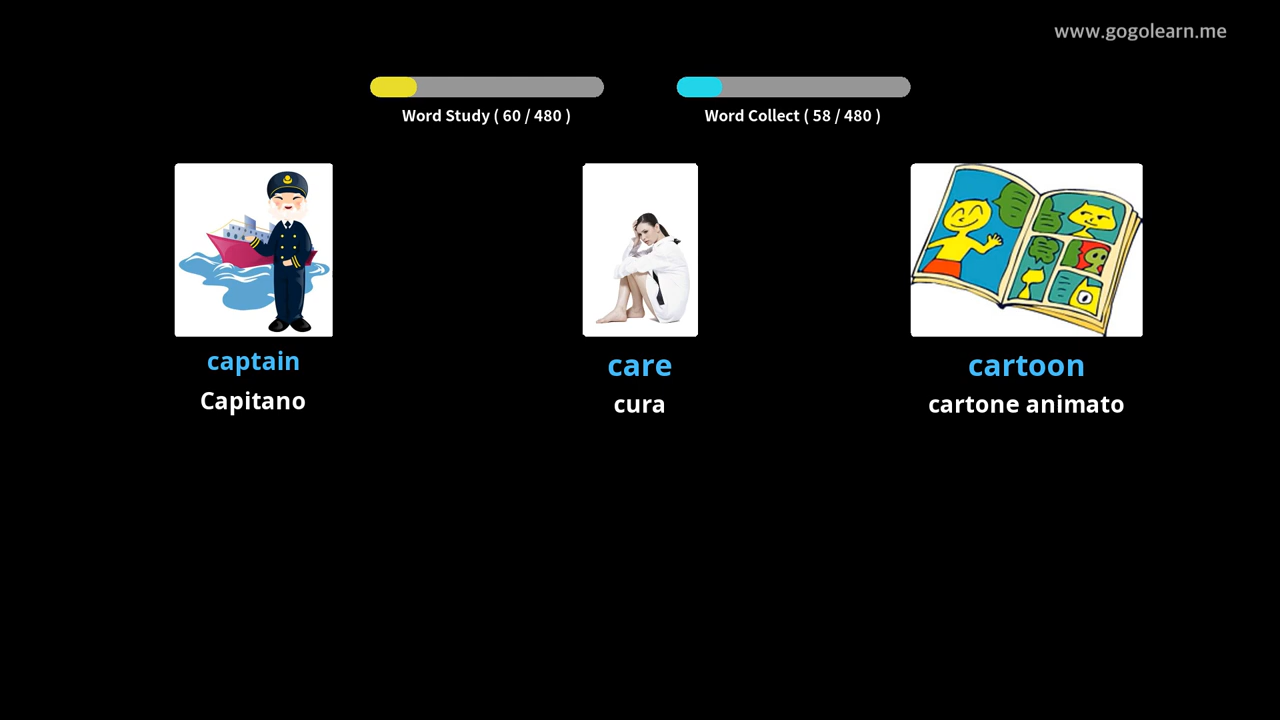 www.gogolearn.me
Word Study ( 60 / 480 )
Word Collect ( 58 / 480 )
captain
care
cartoon
Capitano
cura
cartone animato